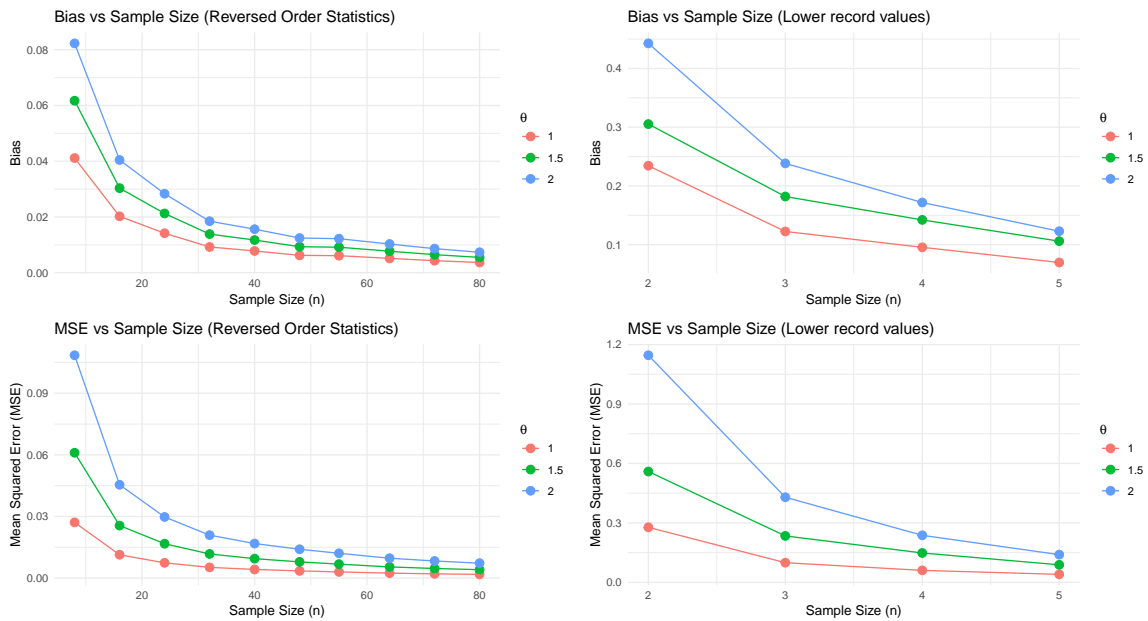 Bias vs Sample Size (Reversed Order Statistics)
Bias
0.08
0.06
0.04
0.02
0.00
20
40
60
80
Sample Size (n)
θ
1
1.5
2
Bias vs Sample Size (Lower record values)
Bias
0.4
0.3
0.2
0.1
2
3
4
5
Sample Size (n)
θ
1
1.5
2
MSE vs Sample Size (Reversed Order Statistics)
Mean Squared Error (MSE)
0.09
0.06
0.03
0.00
20
40
60
80
Sample Size (n)
θ
1
1.5
2
MSE vs Sample Size (Lower record values)
Mean Squared Error (MSE)
1.2
0.9
0.6
0.3
0.0
2
3
4
5
Sample Size (n)
θ
1
1.5
2